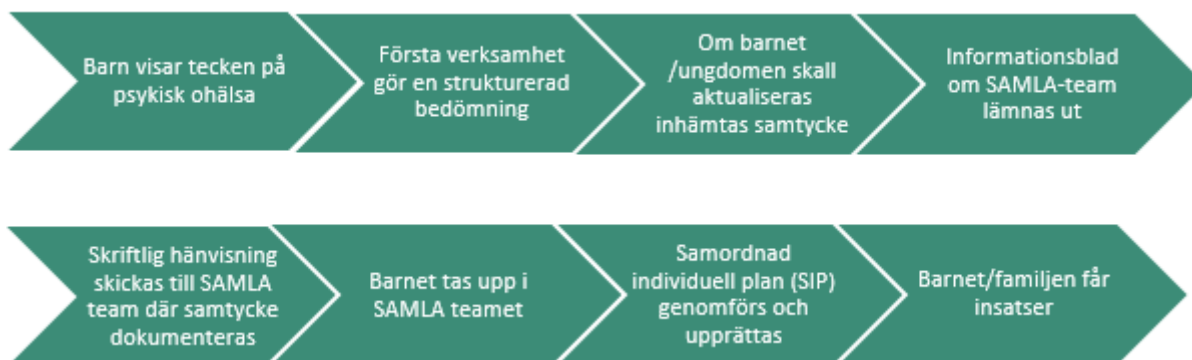 Barn visar tecken på
psykisk ohälsa
Första verksamhet
gör en strukturerad
bedömning
Om barnet
/ungdomen skall
aktualiseras
inhämtas samtycke
Informationsblad
om SAMLA-team
lämnas ut
Skriftlig hänvisning
skickas till SAMLA
team där samtycke
dokumenteras
Barnet tas upp i
SAMLA teamet
Samordnad
individuell plan (SIP)
genomförs och
upprättas
Barnet/familjen får
insatser